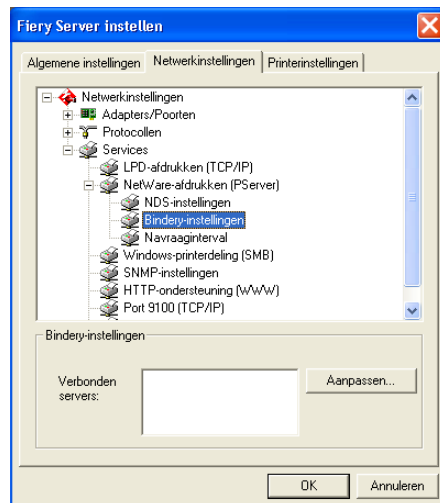 Fiery Server instellen
Algemene instellingen Netwerkinstellingen Printerinstellingen
Netwerkinstellingen
Adapters/Poorten
Protocollen
Services
LPD-afdrukken (TCP/IP)
NetWare-afdrukken (PServer)
NDS-instellingen
Bindery-instellingen
Navraaginterval
Windows-printerdeling (SMB)
SNMP-instellingen
HTTP-ondersteuning (WWW)
Port 9100 (TCP/IP)
Bindery-instellingen
Verbonden
servers:
Aanpassen...
OK Annuleren